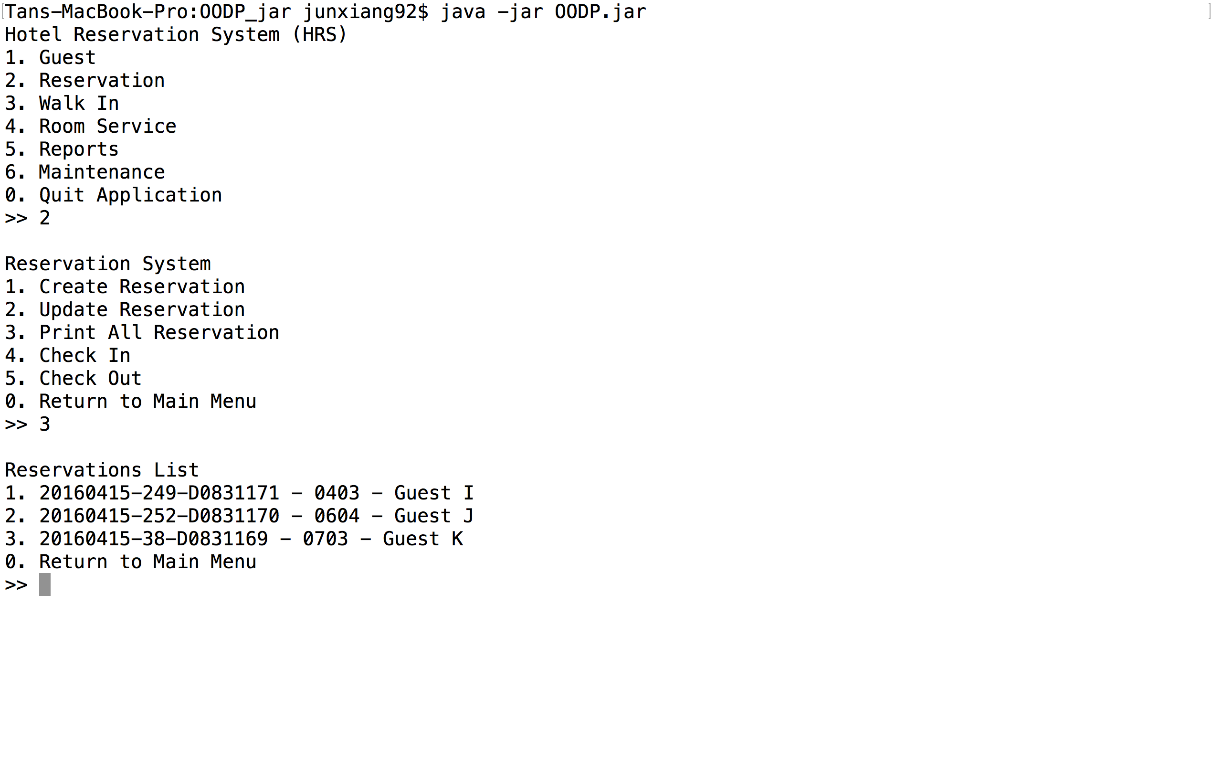 Tans-MacBook-Pro:OODP_jar junxiang92$ java -jar OODP.jar
Hotel Reservation System (HRS)
1. Guest
2. Reservation
3. Walk In
4. Room Service
5. Reports
6. Maintenance
0. Quit Application
>> 2
Reservation System
1. Create Reservation
2. Update Reservation
3. Print All Reservation
4. Check In
5. Check Out
0. Return to Main Menu
>> 3
Reservations List
1. 20160415-249-D0831171 - 0403 - Guest I
2. 20160415-252-D0831170 - 0604 - Guest J
3. 20160415-38-D0831169 - 0703 - Guest K
0. Return to Main Menu
>>